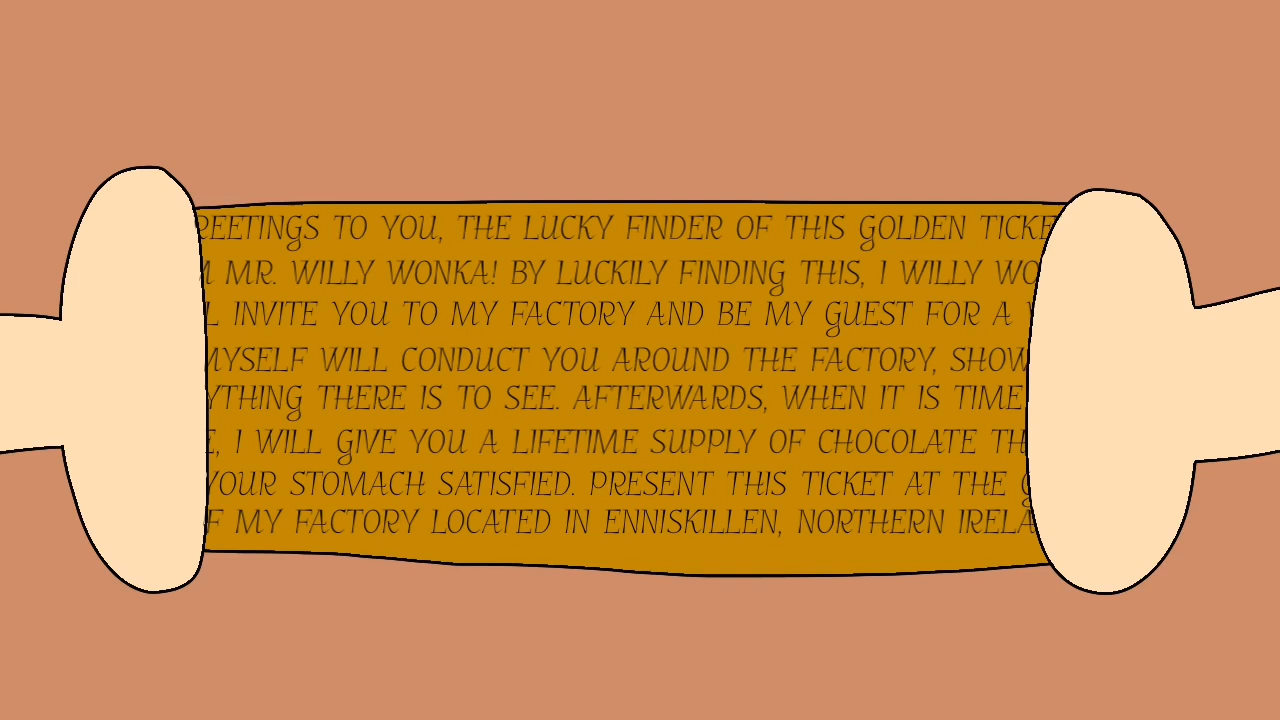 REETINGS TO YOU, THE LUCKY FINDER OF THIS GOLDEN TICKE
MR. WILLY WONKA! BY LUCKILY FINDING THIS, I WILLY WO
L INVITE YOU TO MY FACTORY AND BE MY GUEST FOR A
MYSELF WILL CONDUCT YOU AROUND THE FACTORY, SHOW
YTHING THERE IS TO SEE. AFTERWARDS, WHEN IT IS TIME
E, I WILL GIVE YOU A LIFETIME SUPPLY OF CHOCOLATE TH
YOUR STOMACH SATISFIED. PRESENT THIS TICKET AT THE
F MY FACTORY LOCATED IN ENNISKILLEN, NORTHERN IRELA